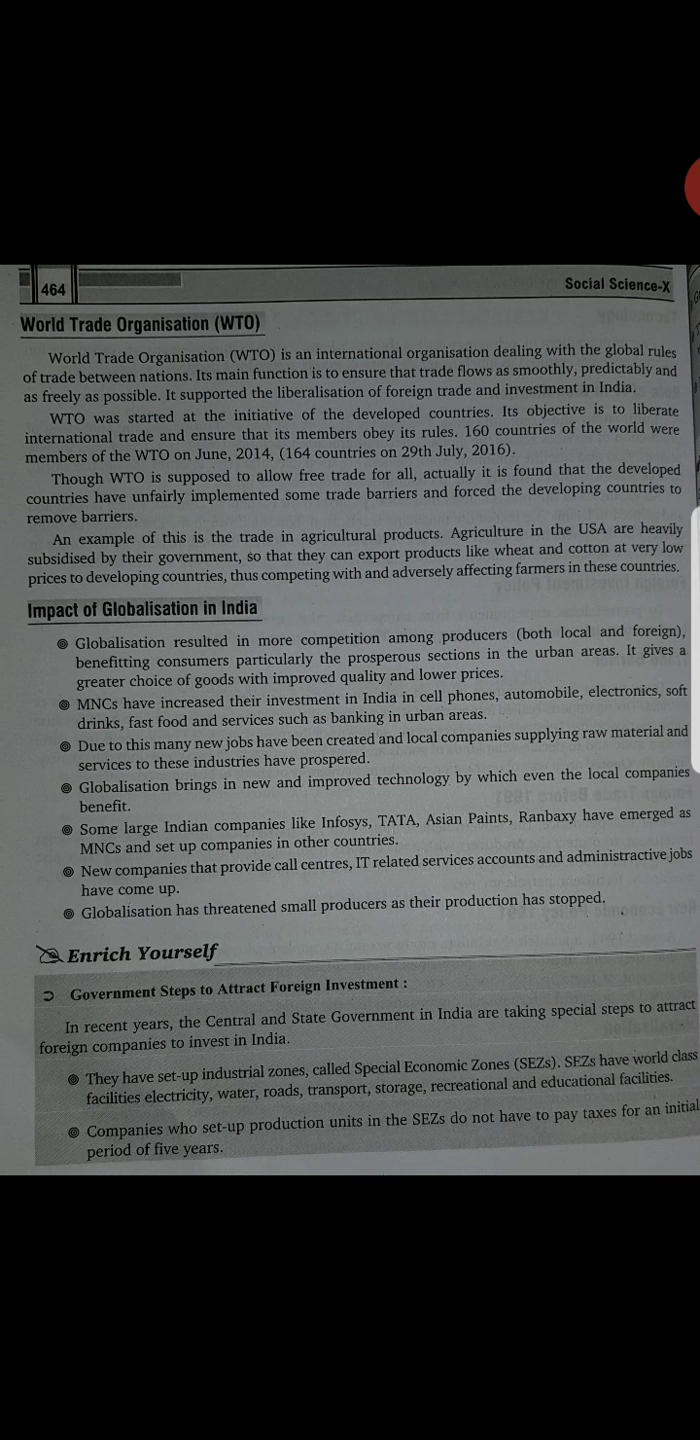 464
Social Science-X
World Trade Organisation (WTO)
World Trade Organisation (WTO) is an international organisation dealing with the global rules
of trade between nations. Its main function is to ensure that trade flows as smoothly, predictably and
as freely as possible. It supported the liberalisation of foreign trade and investment in India.
WTO was started at the initiative of the developed countries. Its objective is to liberate
international trade and ensure that its members obey its rules. 160 countries of the world were
members of the WTO on June, 2014, (164 countries on 29th July, 2016).
Though WTO is supposed to allow free trade for all, actually it is found that the developed
countries have unfairly implemented some trade barriers and forced the developing countries to
remove barriers.
An example of this is the trade in agricultural products. Agriculture in the USA are heavily
subsidised by their government, so that they can export products like wheat and cotton at very low
prices to developing countries, thus competing with and adversely affecting farmers in these countries.
Impact of Globalisation in India
Globalisation resulted in more competition among producers (both local and foreign),
benefitting consumers particularly the prosperous sections in the urban areas. It gives a
greater choice of goods with improved quality and lower prices.
MNCs have increased their investment in India in cell phones, automobile, electronics, soft
drinks, fast food and services such as banking in urban areas.
Due to this many new jobs have been created and local companies supplying raw material and
services to these industries have prospered.
Globalisation brings in new and improved technology by which even the local companies
benefit.
Some large Indian companies like Infosys, TATA, Asian Paints, Ranbaxy have emerged as
MNCs and set up companies in other countries.
New companies that provide call centres, IT related services accounts and administractive jobs
have come up.
Globalisation has threatened small producers as their production has stopped.
Enrich Yourself
Government Steps to Attract Foreign Investment :
In recent years, the Central and State Government in India are taking special steps to attract
foreign companies to invest in India.
They have set-up industrial zones, called Special Economic Zones (SEZs). SEZs have world class
facilities electricity, water, roads, transport, storage, recreational and educational facilities.
Companies who set-up production units in the SEZs do not have to pay taxes for an initial
period of five years.